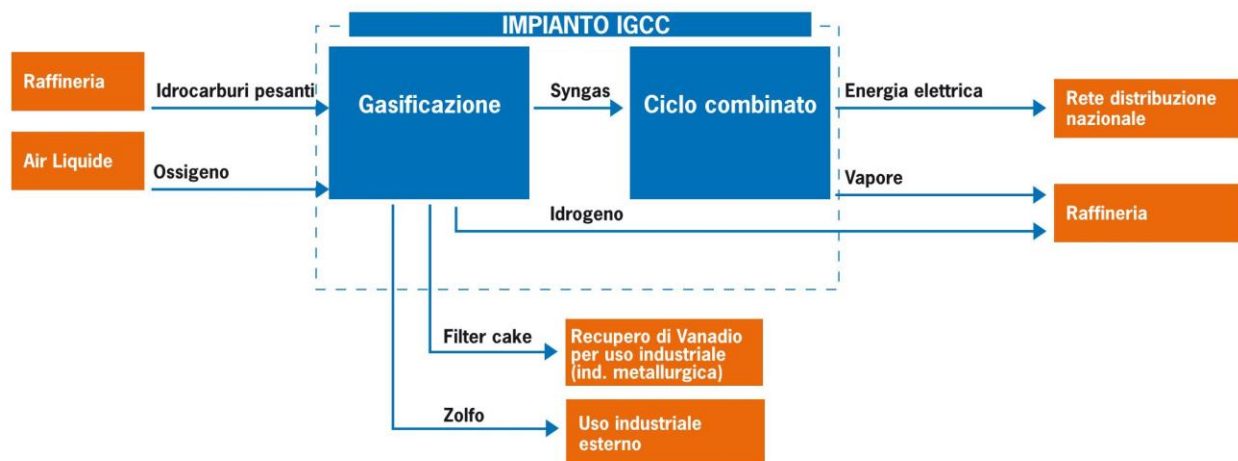 IMPIANTO IGCC
Raffineria
Idrocarburi pesanti
Gasificazione
Syngas
Ciclo combinato
Energia elettrica
Rete distribuzione
nazionale
Air Liquide
Ossigeno
Vapore
Idrogeno
Raffineria
Filter cake
Recupero di Vanadio
per uso industriale
(ind. metallurgica)
Zolfo
Uso industriale
esterno